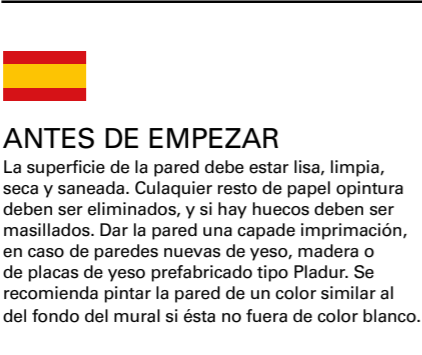 ANTES DE EMPEZAR
La superficie de la pared debe estar lisa, limpia,
seca y saneada. Culaquier resto de papel opintura
deben ser eliminados, y si hay huecos deben ser
masillados. Dar la pared una capade imprimación,
en caso de paredes nuevas de yeso, madera o
de placas de yeso prefabricado tipo Pladur. Se
recomienda pintar la pared de un color similar al
del fondo del mural si ésta no fuera de color blanco.